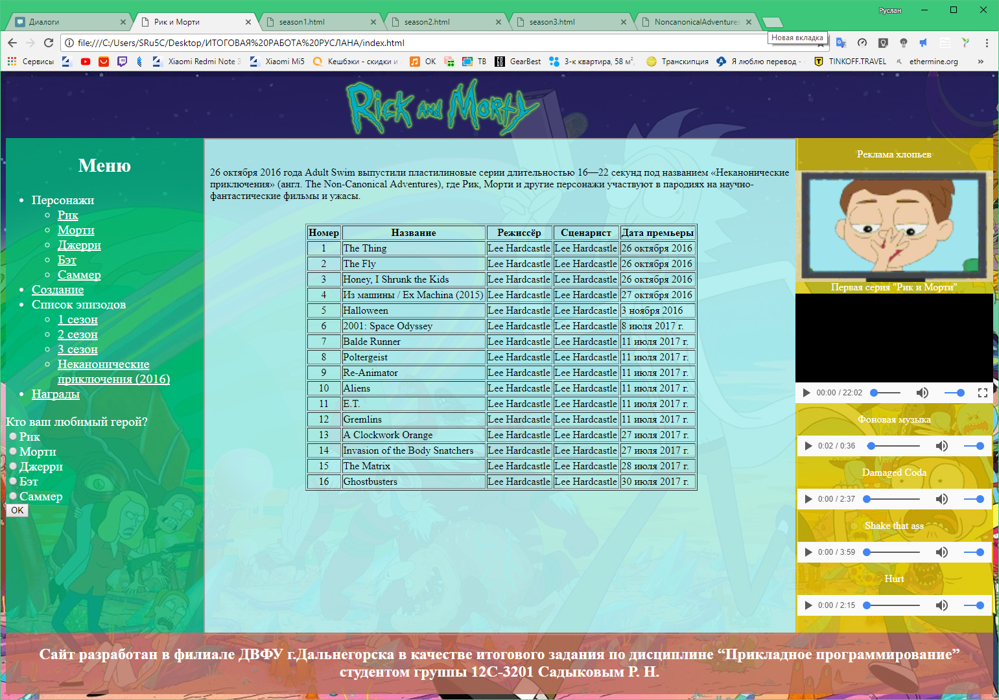 Руслан
Диалоги
Рик и Морти
season1.html
season2.html
season3.html
NoncanonicalAdventures
file:///C:/Users/SRu5C/Desktop/ИТОГОВАЯ%20РАБОТА%20РУСЛАНА/index.html
Новая вкладка
Сервисы
Xiaomi Redmi Note 3
Xiaomi Mi5
Кешбэки - скидки и
ОК
ТВ
GearBest
3-к квартира, 58 м²,
Транскипция
Я люблю перевод -
TINKOFF.TRAVEL
ethermine.org
»
Rick and Morty
Меню
Персонажи
Рик
Морти
Джерри
Бэт
Саммер
Создание
Список эпизодов
1 сезон
2 сезон
3 сезон
Неканонические
приключения (2016)
Награды
Кто ваш любимый герой?
Рик
Морти
Джерри
Бэт
Саммер
OK
26 октября 2016 года Adult Swim выпустили пластилиновые серии длительностью 16—22 секунд под названием «Неканонические
приключения» (англ. The Non-Canonical Adventures), где Рик, Морти и другие персонажи участвуют в пародиях на научно-
фантастические фильмы и ужасы.
Номер Название Режиссёр Сценарист Дата премьеры
1 The Thing Lee Hardcastle Lee Hardcastle 26 октября 2016
2 The Fly Lee Hardcastle Lee Hardcastle 26 октября 2016
3 Honey, I Shrunk the Kids Lee Hardcastle Lee Hardcastle 26 октября 2016
4 Из машины / Ex Machina (2015) Lee Hardcastle Lee Hardcastle 27 октября 2016
5 Halloween Lee Hardcastle Lee Hardcastle 3 ноября 2016
6 2001: Space Odyssey Lee Hardcastle Lee Hardcastle 8 июля 2017 г.
7 Balde Runner Lee Hardcastle Lee Hardcastle 11 июля 2017 г.
8 Poltergeist Lee Hardcastle Lee Hardcastle 11 июля 2017 г.
9 Re-Animator Lee Hardcastle Lee Hardcastle 11 июля 2017 г.
10 Aliens Lee Hardcastle Lee Hardcastle 11 июля 2017 г.
11 E.T. Lee Hardcastle Lee Hardcastle 11 июля 2017 г.
12 Gremlins Lee Hardcastle Lee Hardcastle 11 июля 2017 г.
13 A Clockwork Orange Lee Hardcastle Lee Hardcastle 27 июля 2017 г.
14 Invasion of the Body Snatchers Lee Hardcastle Lee Hardcastle 27 июля 2017 г.
15 The Matrix Lee Hardcastle Lee Hardcastle 28 июля 2017 г.
16 Ghostbusters Lee Hardcastle Lee Hardcastle 30 июля 2017 г.
Реклама хлопьев
Первая серия "Рик и Морти"
00:00 / 22:02
Фоновая музыка
0:02 / 0:36
Damaged Coda
0:00 / 2:37
Shake that ass
0:00 / 3:59
Hurt
0:00 / 2:15
Сайт разработан в филиале ДВФУ г.Дальнегорска в качестве итогового задания по дисциплине “Прикладное программирование”
студентом группы 12С-3201 Садыковым Р. Н.